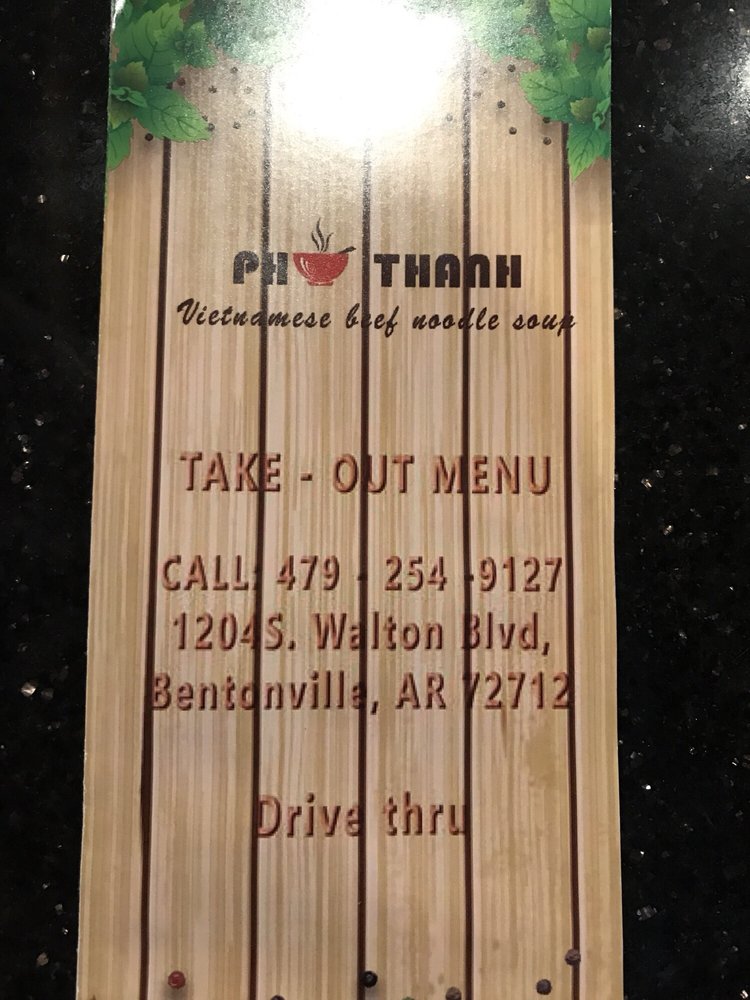 PHO THANH
Vietnamese beef noodle soup
TAKE - OUT MENU
CALL: 479 - 254 -9127
1204S. Walton Blvd,
Bentonville, AR 72712
Drive thru